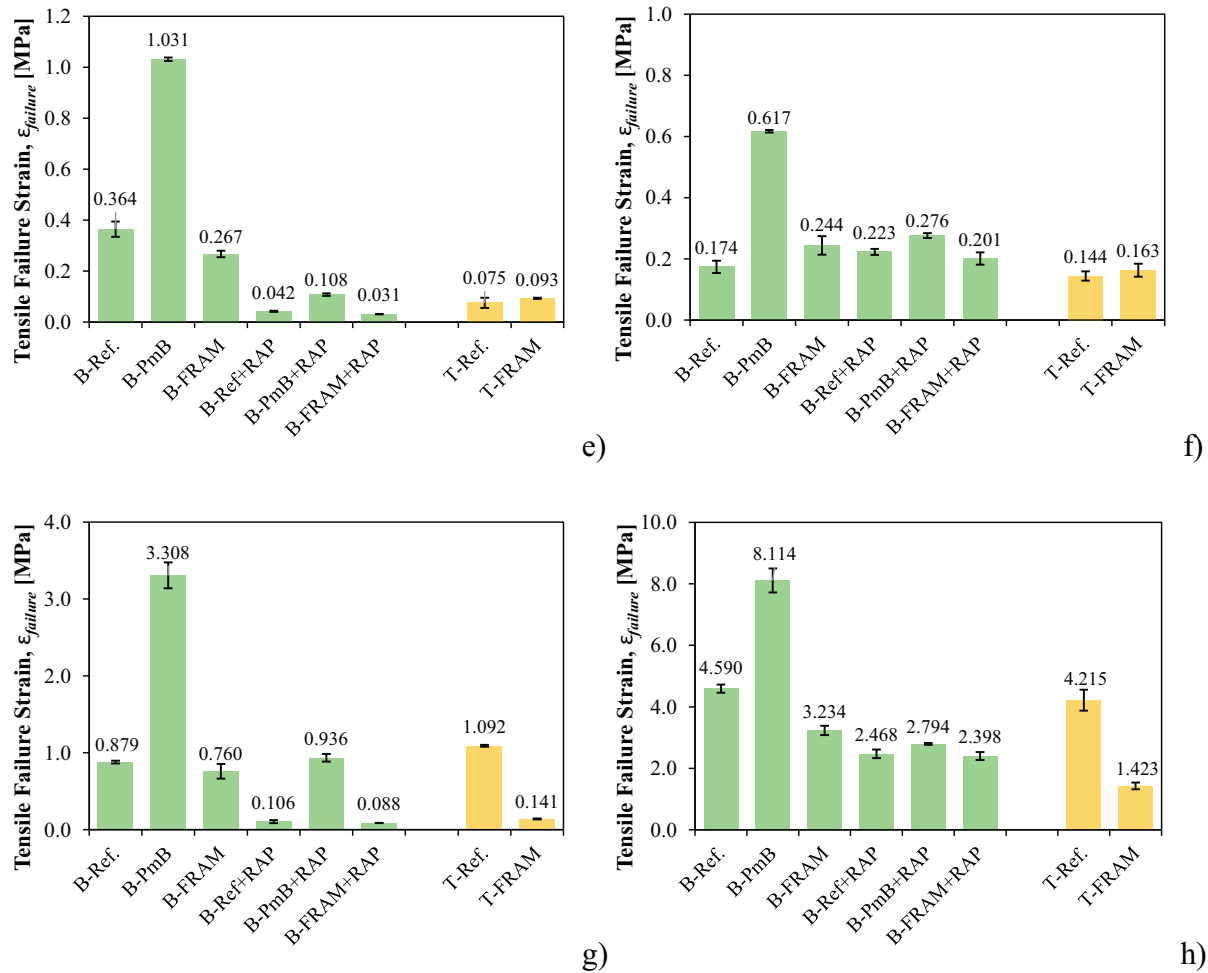 Tensile Failure Strain, εfailure [MPa]
1.2
1.0
0.8
0.6
0.4
0.2
0.0
0.364
1.031
0.267
0.042
0.108
0.031
0.075
0.093
B-Ref.
B-PmB
B-FRAM
B-Ref+RAP
B-PmB+RAP
B-FRAM+RAP
T-Ref.
T-FRAM
e)
Tensile Failure Strain, εfailure [MPa]
1.0
0.8
0.6
0.4
0.2
0.0
0.174
0.617
0.244
0.223
0.276
0.201
0.144
0.163
B-Ref.
B-PmB
B-FRAM
B-Ref+RAP
B-PmB+RAP
B-FRAM+RAP
T-Ref.
T-FRAM
f)
Tensile Failure Strain, εfailure [MPa]
4.0
3.0
2.0
1.0
0.0
0.879
3.308
0.760
0.106
0.936
0.088
1.092
0.141
B-Ref.
B-PmB
B-FRAM
B-Ref+RAP
B-PmB+RAP
B-FRAM+RAP
T-Ref.
T-FRAM
g)
Tensile Failure Strain, εfailure [MPa]
10.0
8.0
6.0
4.0
2.0
0.0
4.590
8.114
3.234
2.468
2.794
2.398
4.215
1.423
B-Ref.
B-PmB
B-FRAM
B-Ref+RAP
B-PmB+RAP
B-FRAM+RAP
T-Ref.
T-FRAM
h)